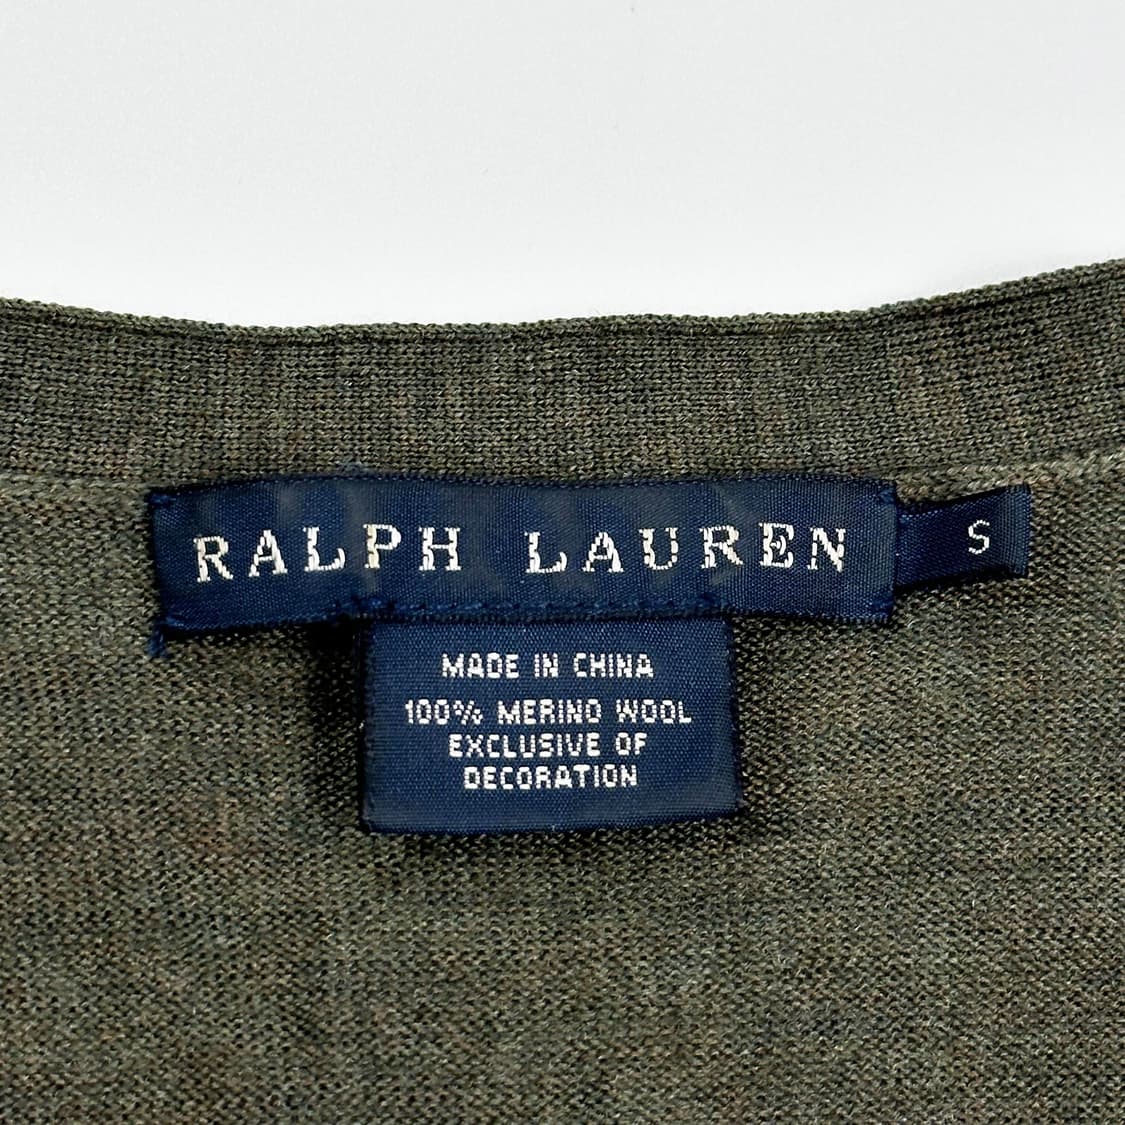 RALPH LAUREN
S
MADE IN CHINA
100% MERINO WOOL
EXCLUSIVE OF
DECORATION